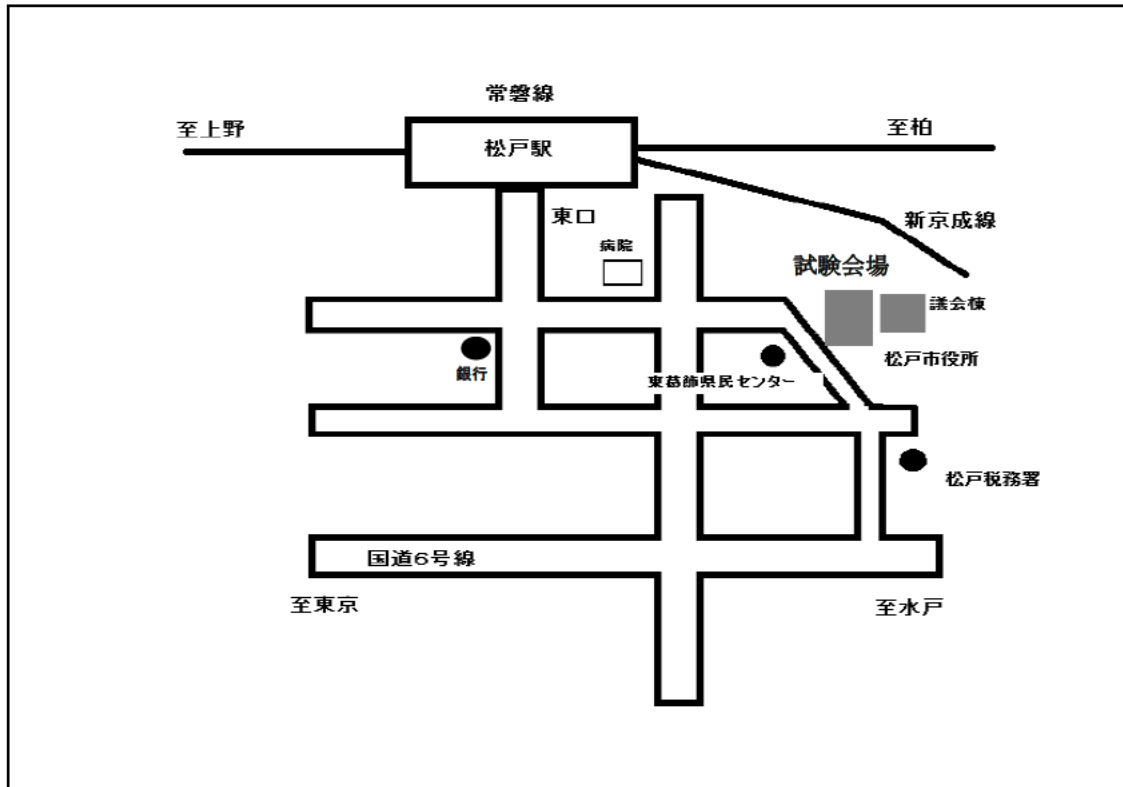 常磐線
至上野
松戸駅
至柏
東口
新京成線
病院
試験会場
議会棟
銀行
松戸市役所
東葛飾県民センター
松戸税務署
国道6号線
至東京
至水戸